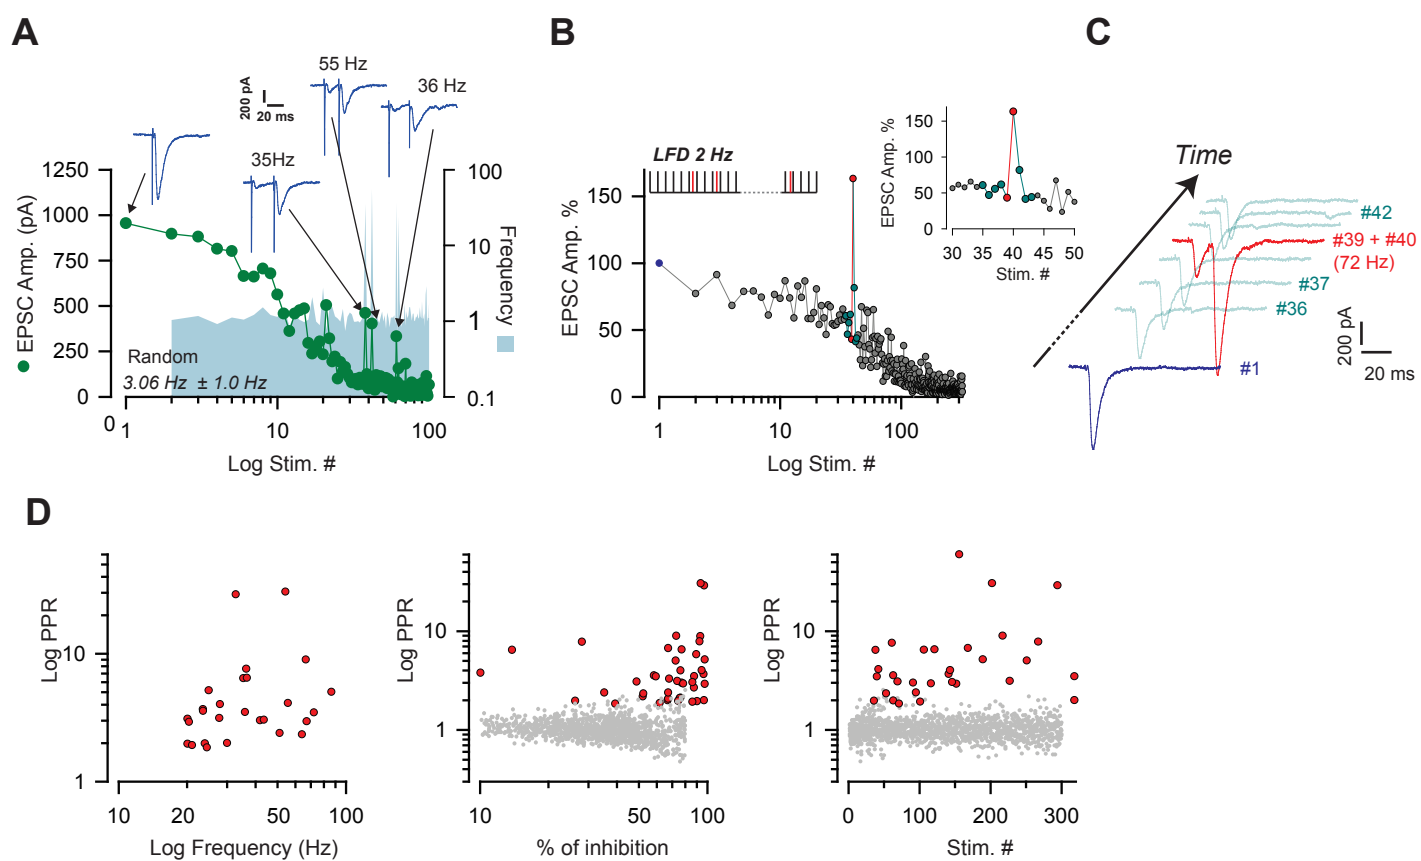 A
B
C
55 Hz
36 Hz
200 pA
20 ms
35Hz
1250
1000
750
500
250
0
EPSC Amp. (pA)
100
10
1
0.1
Frequency
Random
3.06 Hz ± 1.0 Hz
0
1
10
100
Log Stim. #
LFD 2 Hz
150
100
50
0
EPSC Amp. %
1
10
100
Log Stim. #
150
100
50
0
EPSC Amp. %
30
35
40
45
50
Stim. #
Time
#42
#39 + #40
(72 Hz)
#37
#36
#1
200 pA
20 ms
D
Log PPR
10
1
10
20
50
100
Log Frequency (Hz)
Log PPR
10
1
10
50
100
% of inhibition
Log PPR
10
1
0
100
200
300
Stim. #